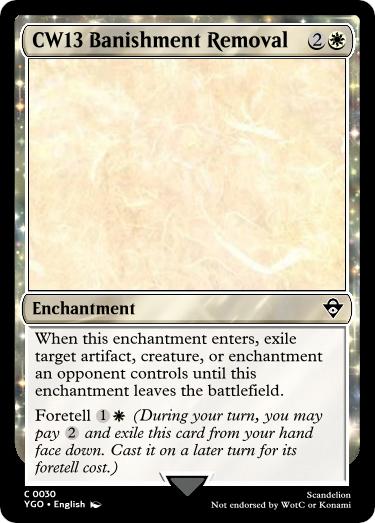 CW13 Banishment Removal 2
Enchantment
When this enchantment enters, exile
target artifact, creature, or enchantment
an opponent controls until this
enchantment leaves the battlefield.
Foretell 1 (During your turn, you may
pay 2 and exile this card from your hand
face down. Cast it on a later turn for its
foretell cost.)
C 0030
YGO • English
Scandelion
Not endorsed by WotC or Konami